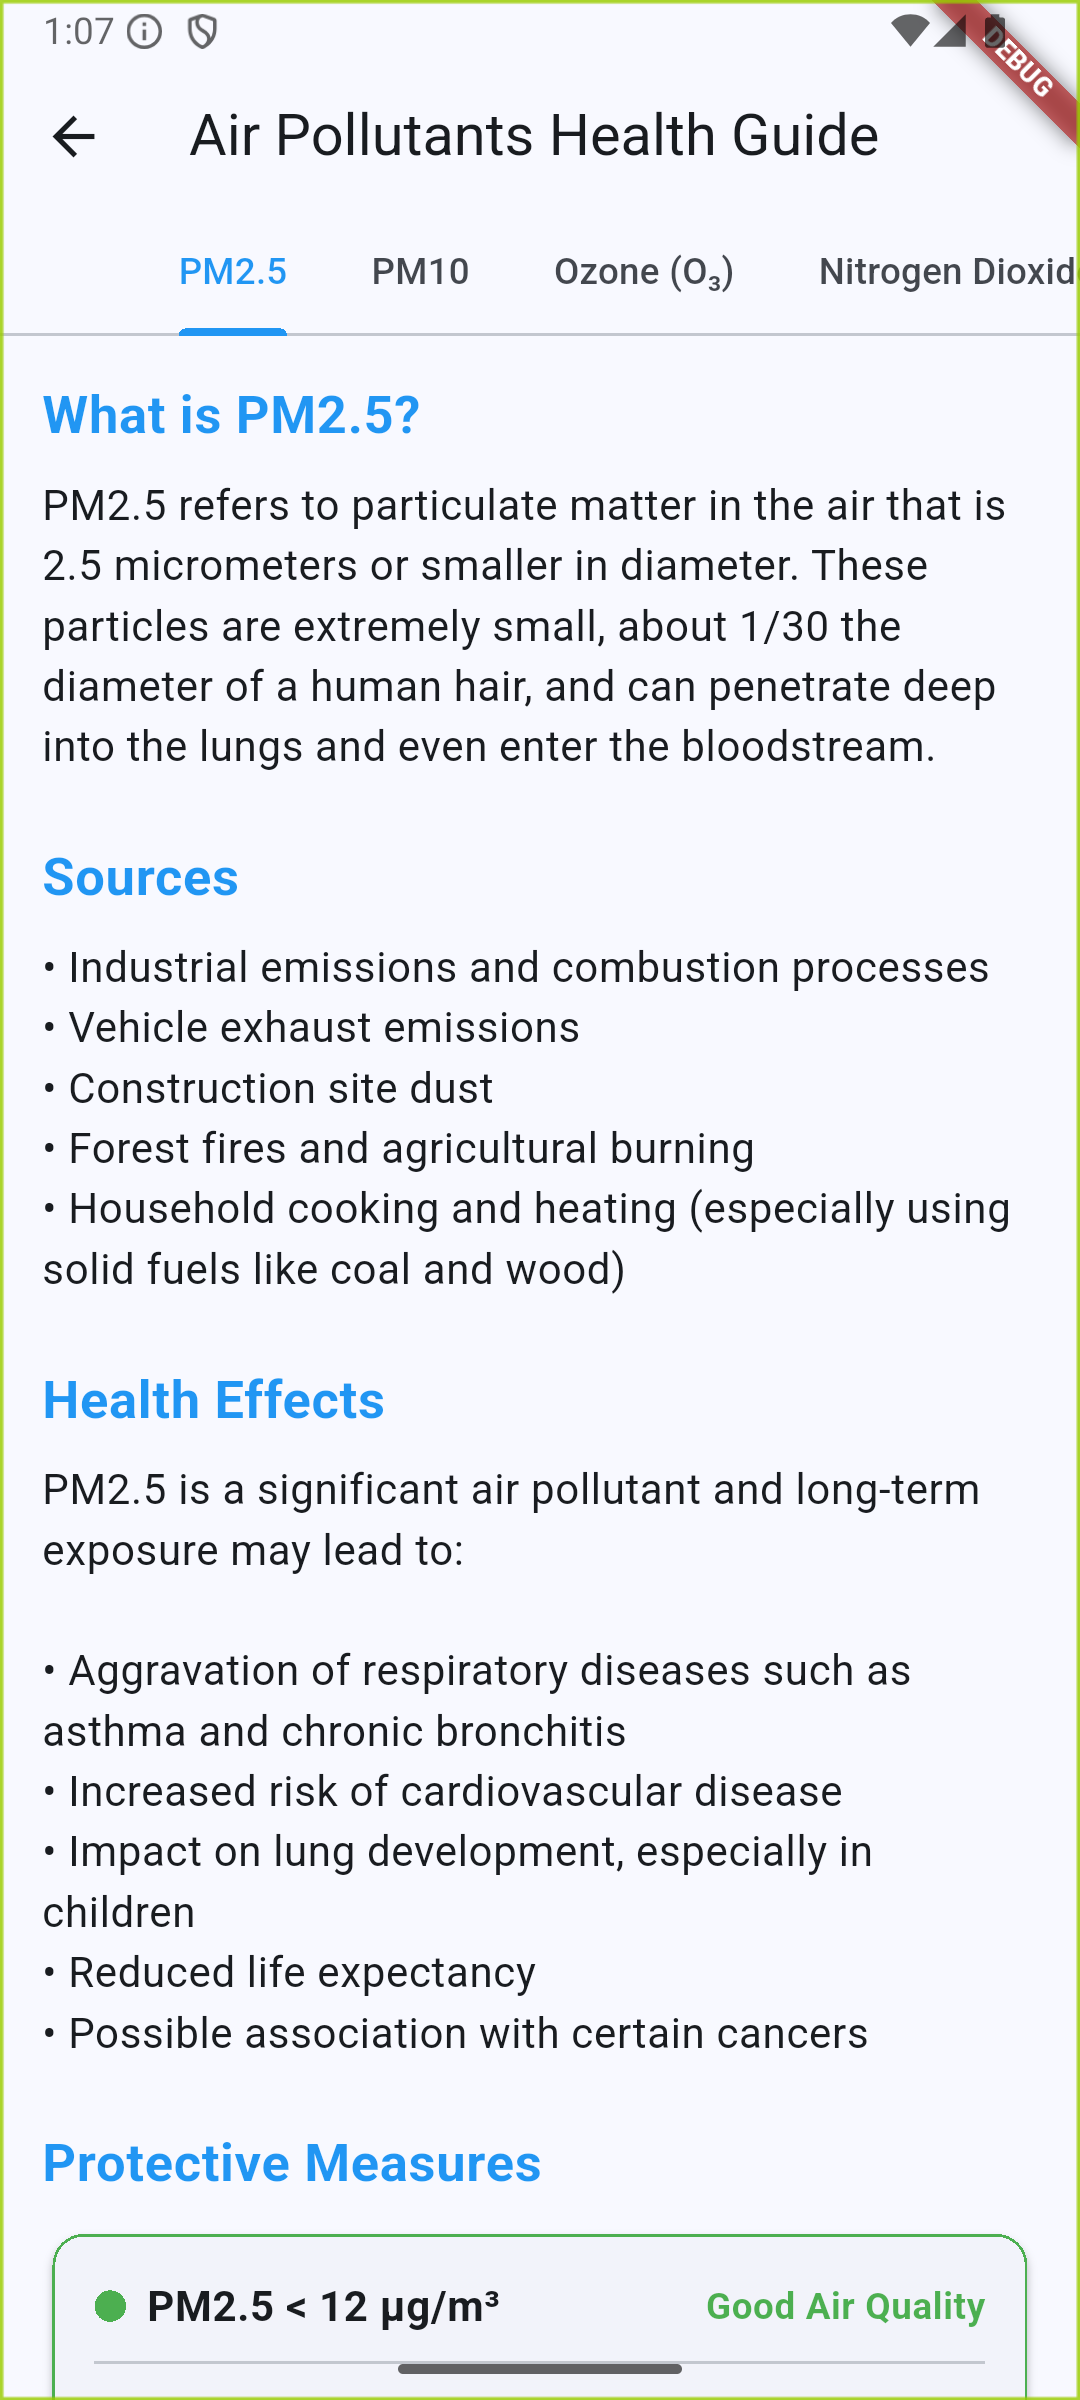 1:07
DEBUG
Air Pollutants Health Guide
PM2.5 PM10 Ozone (O₃) Nitrogen Dioxid
What is PM2.5?
PM2.5 refers to particulate matter in the air that is
2.5 micrometers or smaller in diameter. These
particles are extremely small, about 1/30 the
diameter of a human hair, and can penetrate deep
into the lungs and even enter the bloodstream.
Sources
• Industrial emissions and combustion processes
• Vehicle exhaust emissions
• Construction site dust
• Forest fires and agricultural burning
• Household cooking and heating (especially using
solid fuels like coal and wood)
Health Effects
PM2.5 is a significant air pollutant and long-term
exposure may lead to:
• Aggravation of respiratory diseases such as
asthma and chronic bronchitis
• Increased risk of cardiovascular disease
• Impact on lung development, especially in
children
• Reduced life expectancy
• Possible association with certain cancers
Protective Measures
PM2.5 < 12 μg/m³ Good Air Quality